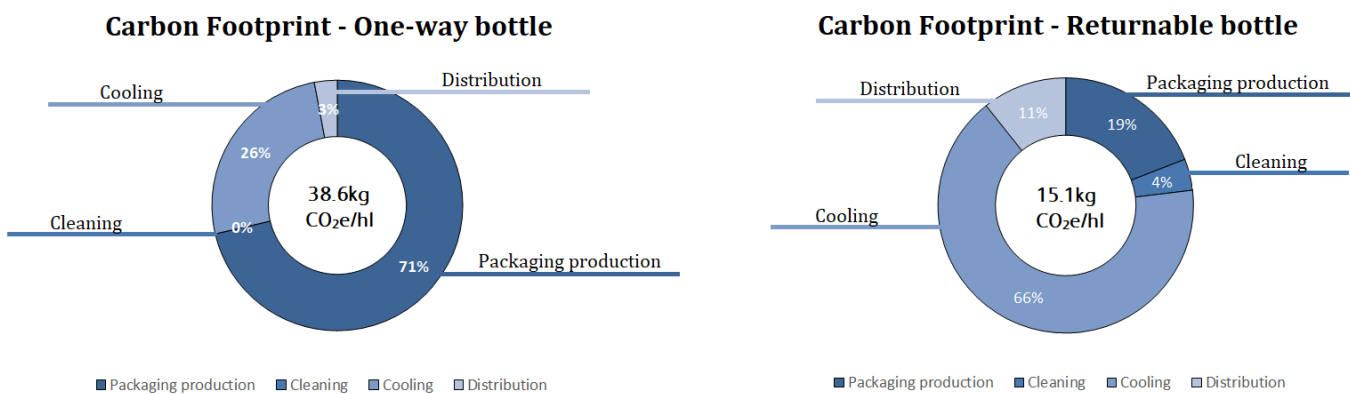 Carbon Footprint - One-way bottle
Distribution
Cooling
3%
26%
38.6kg
CO₂e/hl
Cleaning
0%
71%
Packaging production
Packaging production
Cleaning
Cooling
Distribution
Carbon Footprint - Returnable bottle
Packaging production
Distribution
11%
19%
Cleaning
4%
15.1kg
CO₂e/hl
Cooling
66%
Packaging production
Cleaning
Cooling
Distribution